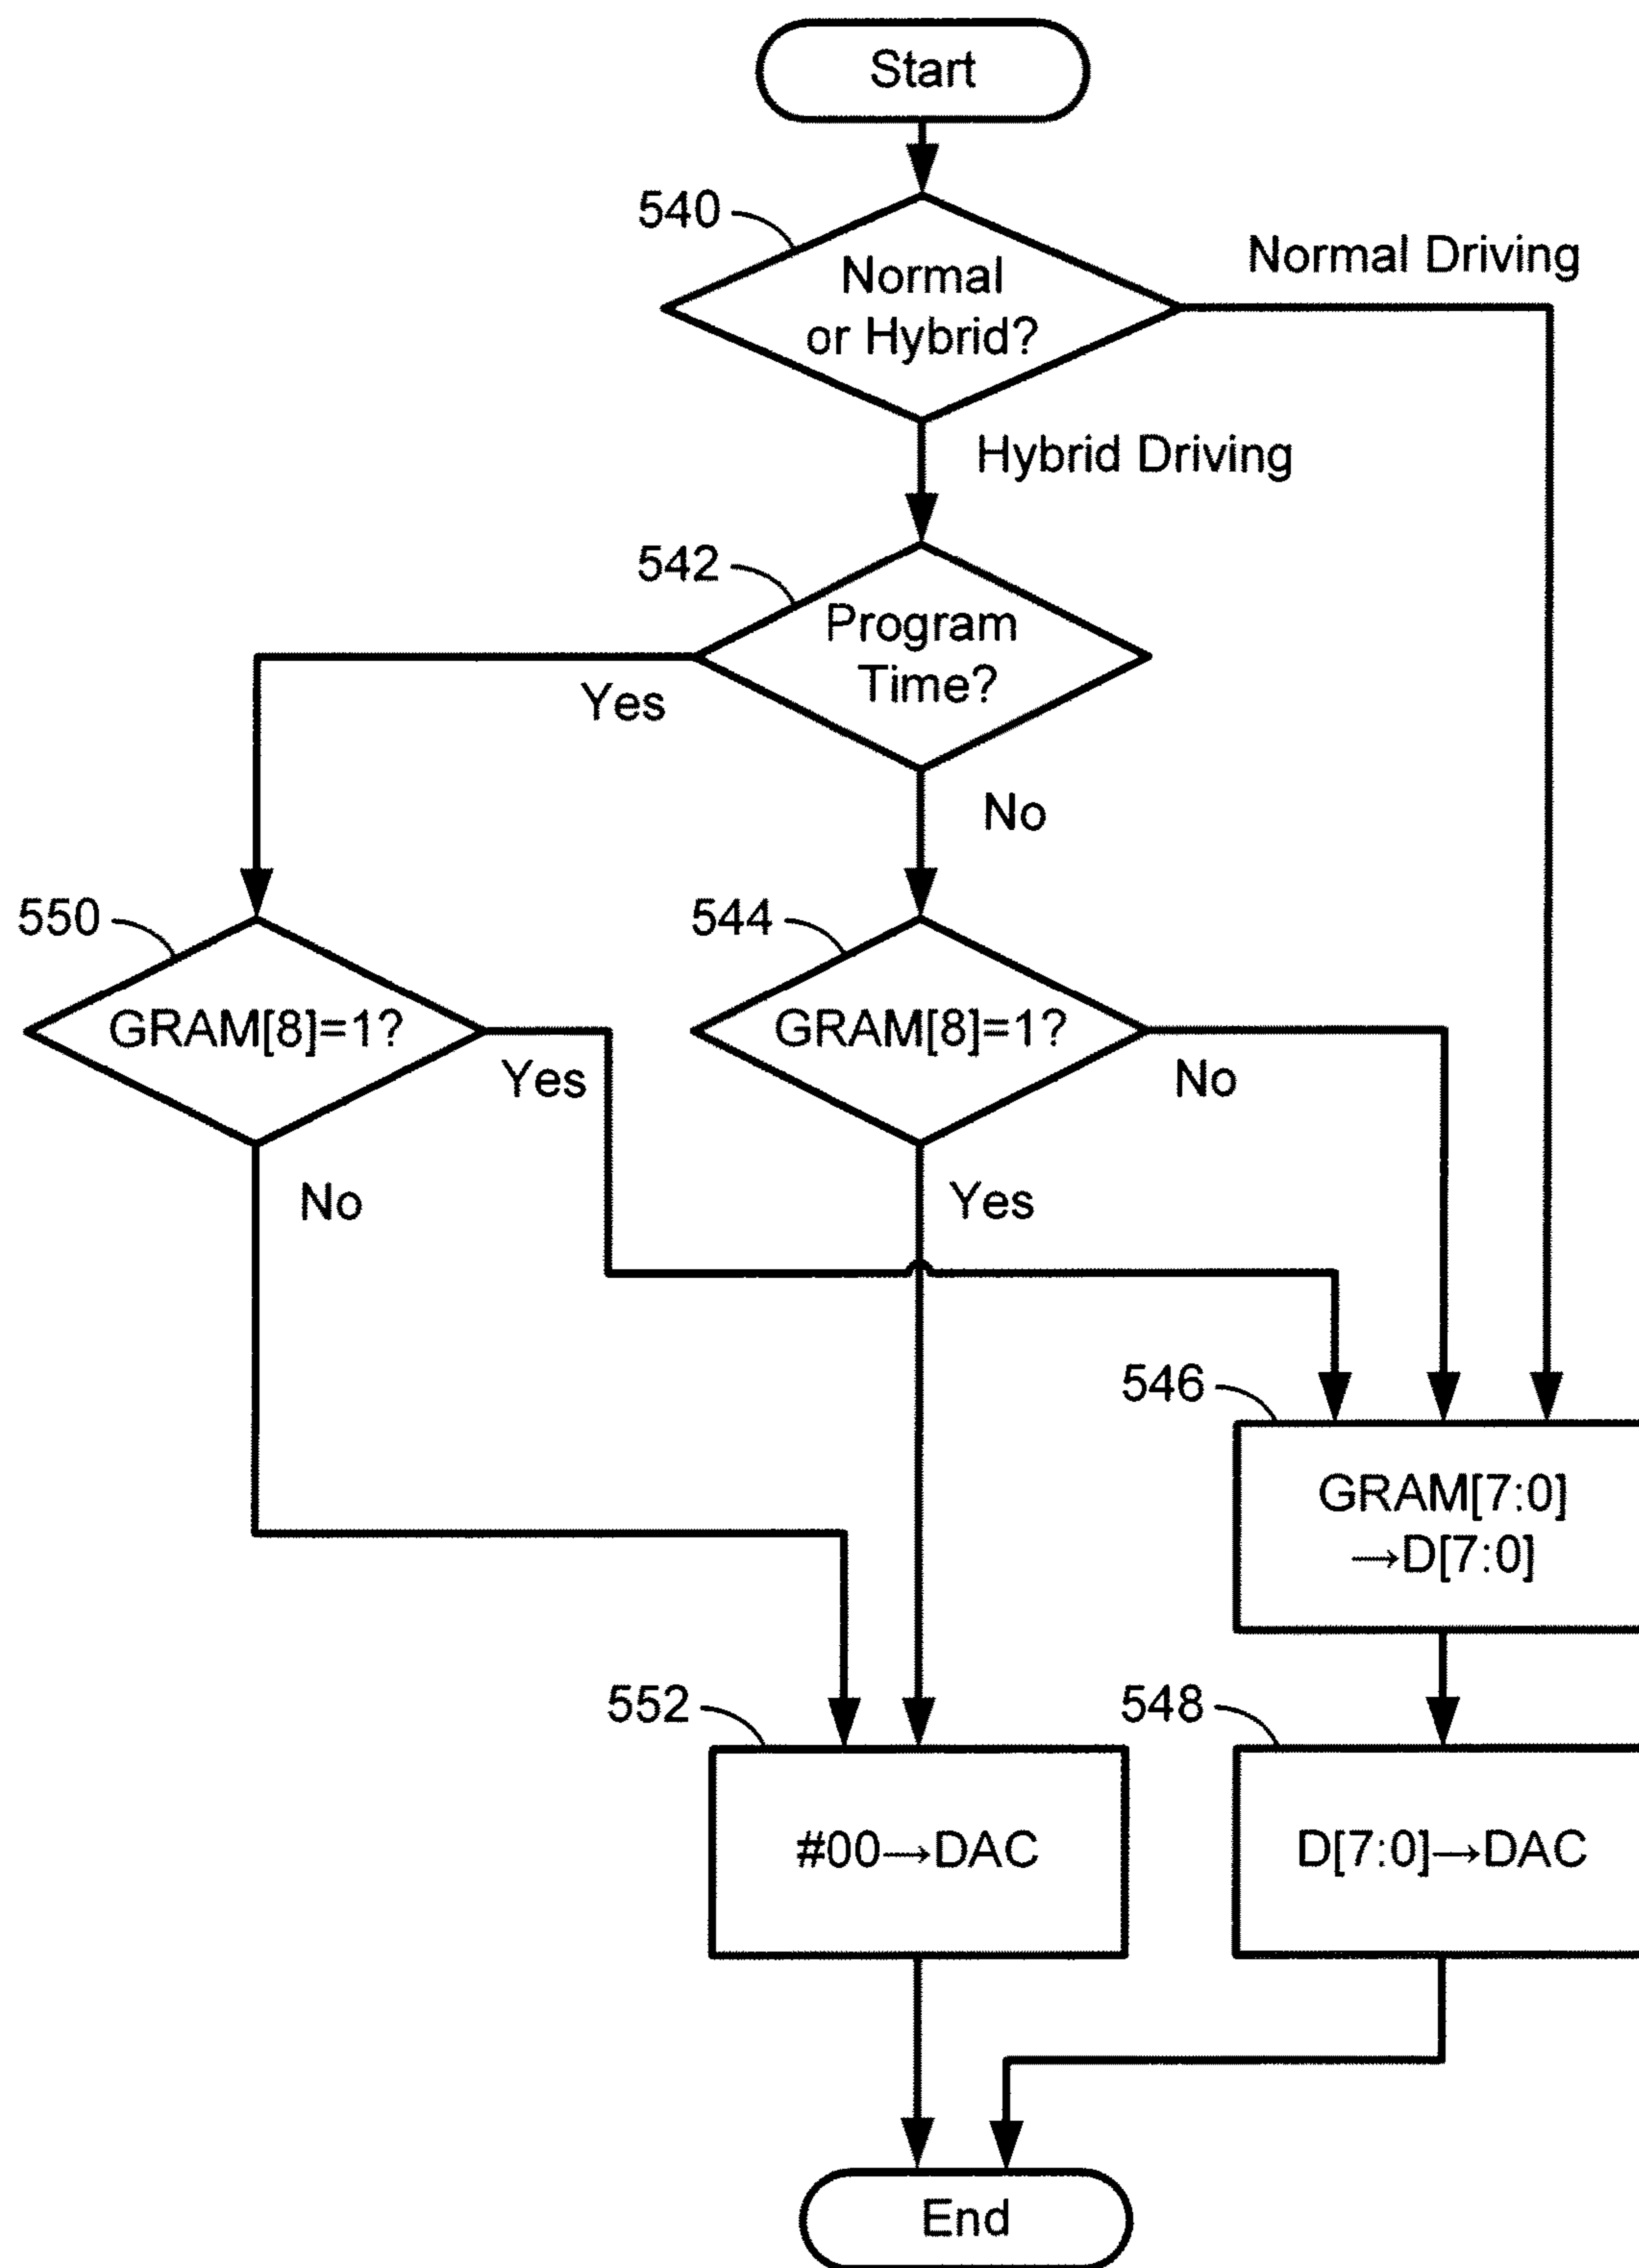 Start
540
Normal
or Hybrid?
Normal Driving
Hybrid Driving
542
Program
Time?
Yes
No
550
GRAM[8]=1?
Yes
No
544
GRAM[8]=1?
No
Yes
546
GRAM[7:0]
→D[7:0]
552
#00→DAC
548
D[7:0]→DAC
End